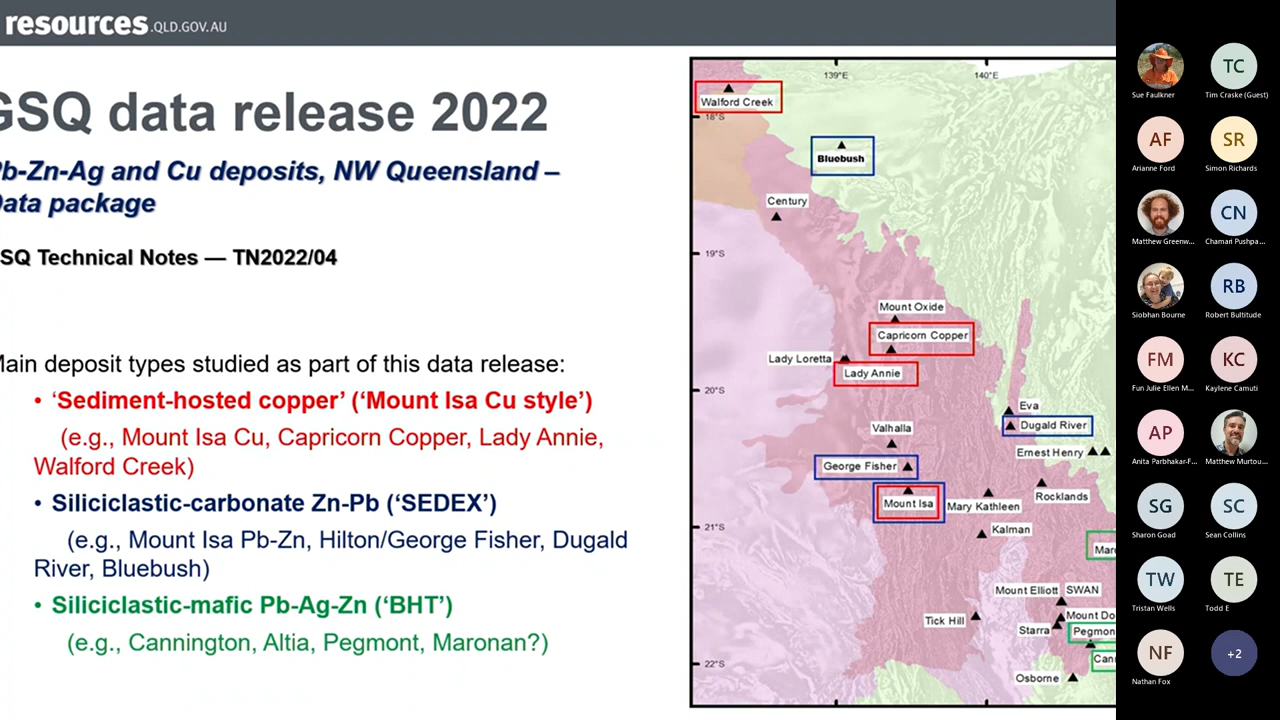 resources.QLD.GOV.AU
GSQ data release 2022
Pb-Zn-Ag and Cu deposits, NW Queensland –
Data package
GSQ Technical Notes — TN2022/04
Main deposit types studied as part of this data release:
• ‘Sediment-hosted copper’ (‘Mount Isa Cu style’)
(e.g., Mount Isa Cu, Capricorn Copper, Lady Annie,
Walford Creek)
• Siliciclastic-carbonate Zn-Pb (‘SEDEX’)
(e.g., Mount Isa Pb-Zn, Hilton/George Fisher, Dugald
River, Bluebush)
• Siliciclastic-mafic Pb-Ag-Zn (‘BHT’)
(e.g., Cannington, Altia, Pegmont, Maronan?)
139°E
140°E
Walford Creek
18°S
Bluebush
Century
19°S
Mount Oxide
Capricorn Copper
Lady Loretta
Lady Annie
20°S
Eva
Dugald River
Valhalla
Ernest Henry
George Fisher
Rocklands
Mount Isa
Mary Kathleen
21°S
Kalman
Mar
Mount Elliott
SWAN
Mount Do
Tick Hill
Starra
Pegmon
Can
22°S
Osborne
Sue Faulkner
TC
Tim Craske (Guest)
AF
Arianne Ford
SR
Simon Richards
Matthew Greenw...
CN
Chamari Pushpa...
Siobhan Bourne
RB
Robert Bultitude
FM
Fun Julie Ellen M...
KC
Kaylene Camuti
AP
Anita Parbhakar-F...
Matthew Murtou...
SG
Sharon Goad
SC
Sean Collins
TW
Tristan Wells
TE
Todd E
NF
Nathan Fox
+2